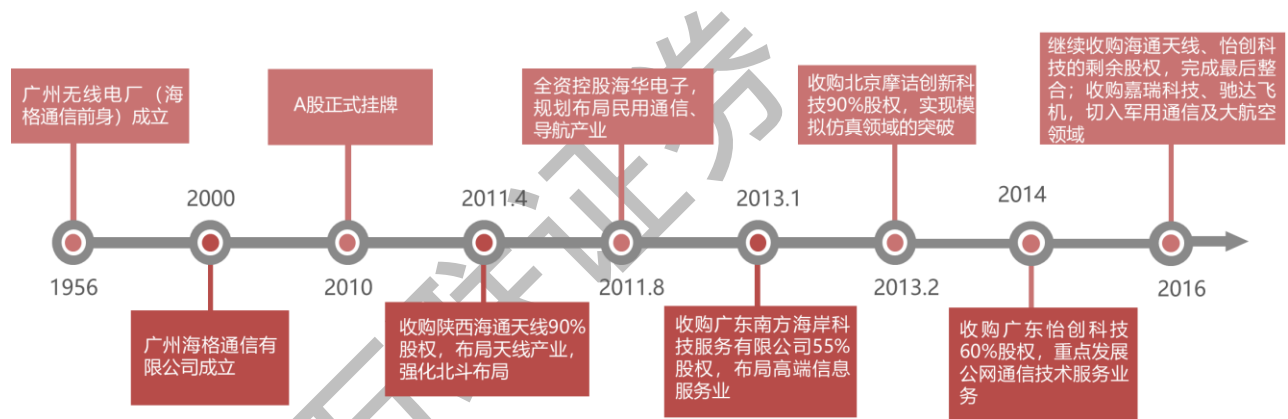 广州无线电厂（海
格通信前身）成立
A股正式挂牌
全资控股海华电子，
规划布局民用通信、
导航产业
收购北京摩诘创新科
技90%股权，实现模
拟仿真领域的突破
继续收购海通天线、怡创科
技的剩余股权，完成最后整
合；收购嘉瑞科技、驰达飞
机，切入军用通信及大航空
领域
2000
2011.4
2013.1
2014
1956
2010
2011.8
2013.2
2016
广州海格通信有
限公司成立
收购陕西海通天线90%
股权，布局天线产业，
强化北斗布局
收购广东南方海岸科
技服务有限公司55%
股权，布局高端信息
服务业
收购广东怡创科技
60%股权，重点发展
公网通信技术服务业
务
证券